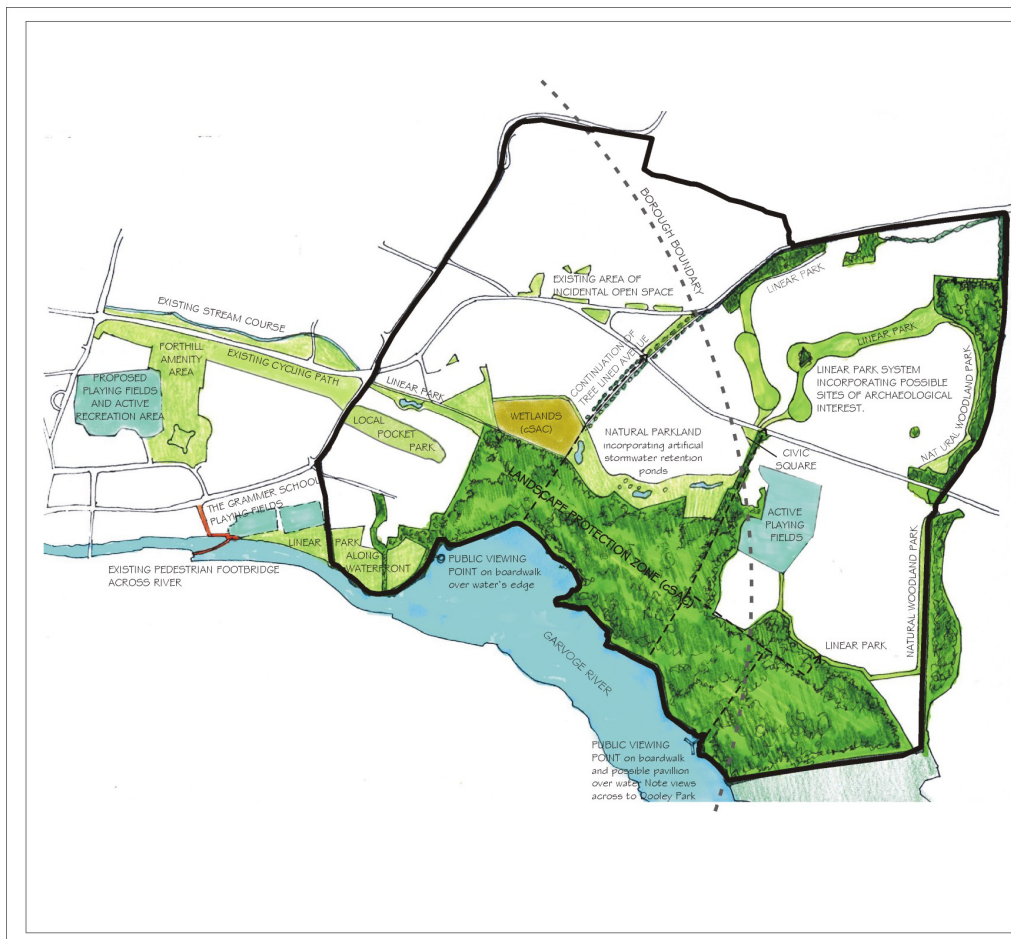 BOROUGH BOUNDARY
LINEAR PARK
EXISTING AREA OF
INCIDENTAL OPEN SPACE
EXISTING STREAM COURSE
FORTHILL
AMENITY
AREA
EXISTING CYCLING PATH
CONTINUATION OF
TREE LINED AVENUE
LINEAR PARK
PROPOSED
PLAYING FIELDS
AND ACTIVE
RECREATION AREA
LINEAR PARK
LINEAR PARK SYSTEM
INCORPORATING POSSIBLE
SITES OF ARCHAEOLOGICAL
INTEREST.
NATURAL WOODLAND PARK
WETLANDS
(cSAC)
LOCAL
POCKET
PARK
NATURAL PARKLAND
incorporating artificial
stormwater retention
ponds
CIVIC
SQUARE
LANDSCAPE PROTECTION ZONE (cSAC)
THE GRAMMER SCHOOL
PLAYING FIELDS
ACTIVE
PLAYING
FIELDS
LINEAR PARK
ALONG
WATERFRONT
EXISTING PEDESTRIAN FOOTBRIDGE
ACROSS RIVER
PUBLIC VIEWING
POINT on boardwalk
over water's edge
NATURAL WOODLAND PARK
GARVOGE RIVER
LINEAR PARK
PUBLIC VIEWING
POINT on boardwalk
and possible pavillion
over water Note views
across to Dooley Park